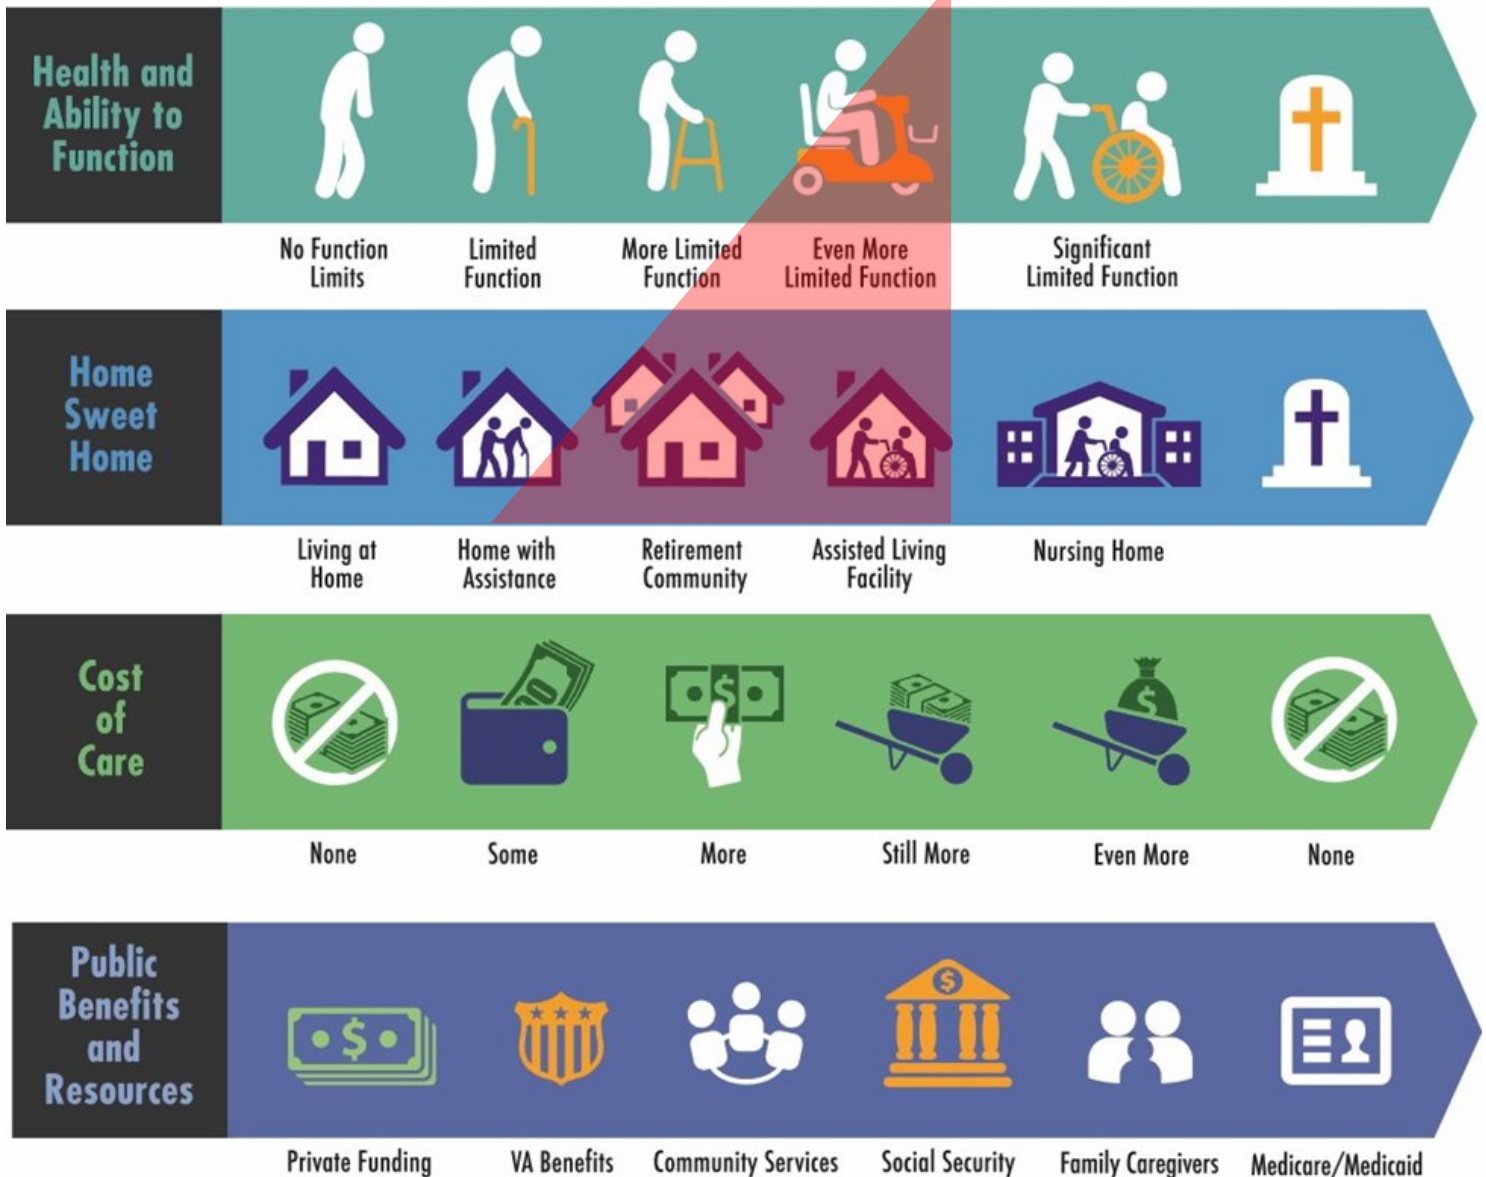 Health and
Ability to
Function
No Function
Limits
Limited
Function
More Limited
Function
Even More
Limited Function
Significant
Limited Function
Home
Sweet
Home
Living at
Home
Home with
Assistance
Retirement
Community
Assisted Living
Facility
Nursing Home
Cost
of
Care
$
$
None
Some
More
Still More
Even More
None
Public
Benefits
and
Resources
$
$
Private Funding
VA Benefits
Community Services
Social Security
Family Caregivers
Medicare/Medicaid